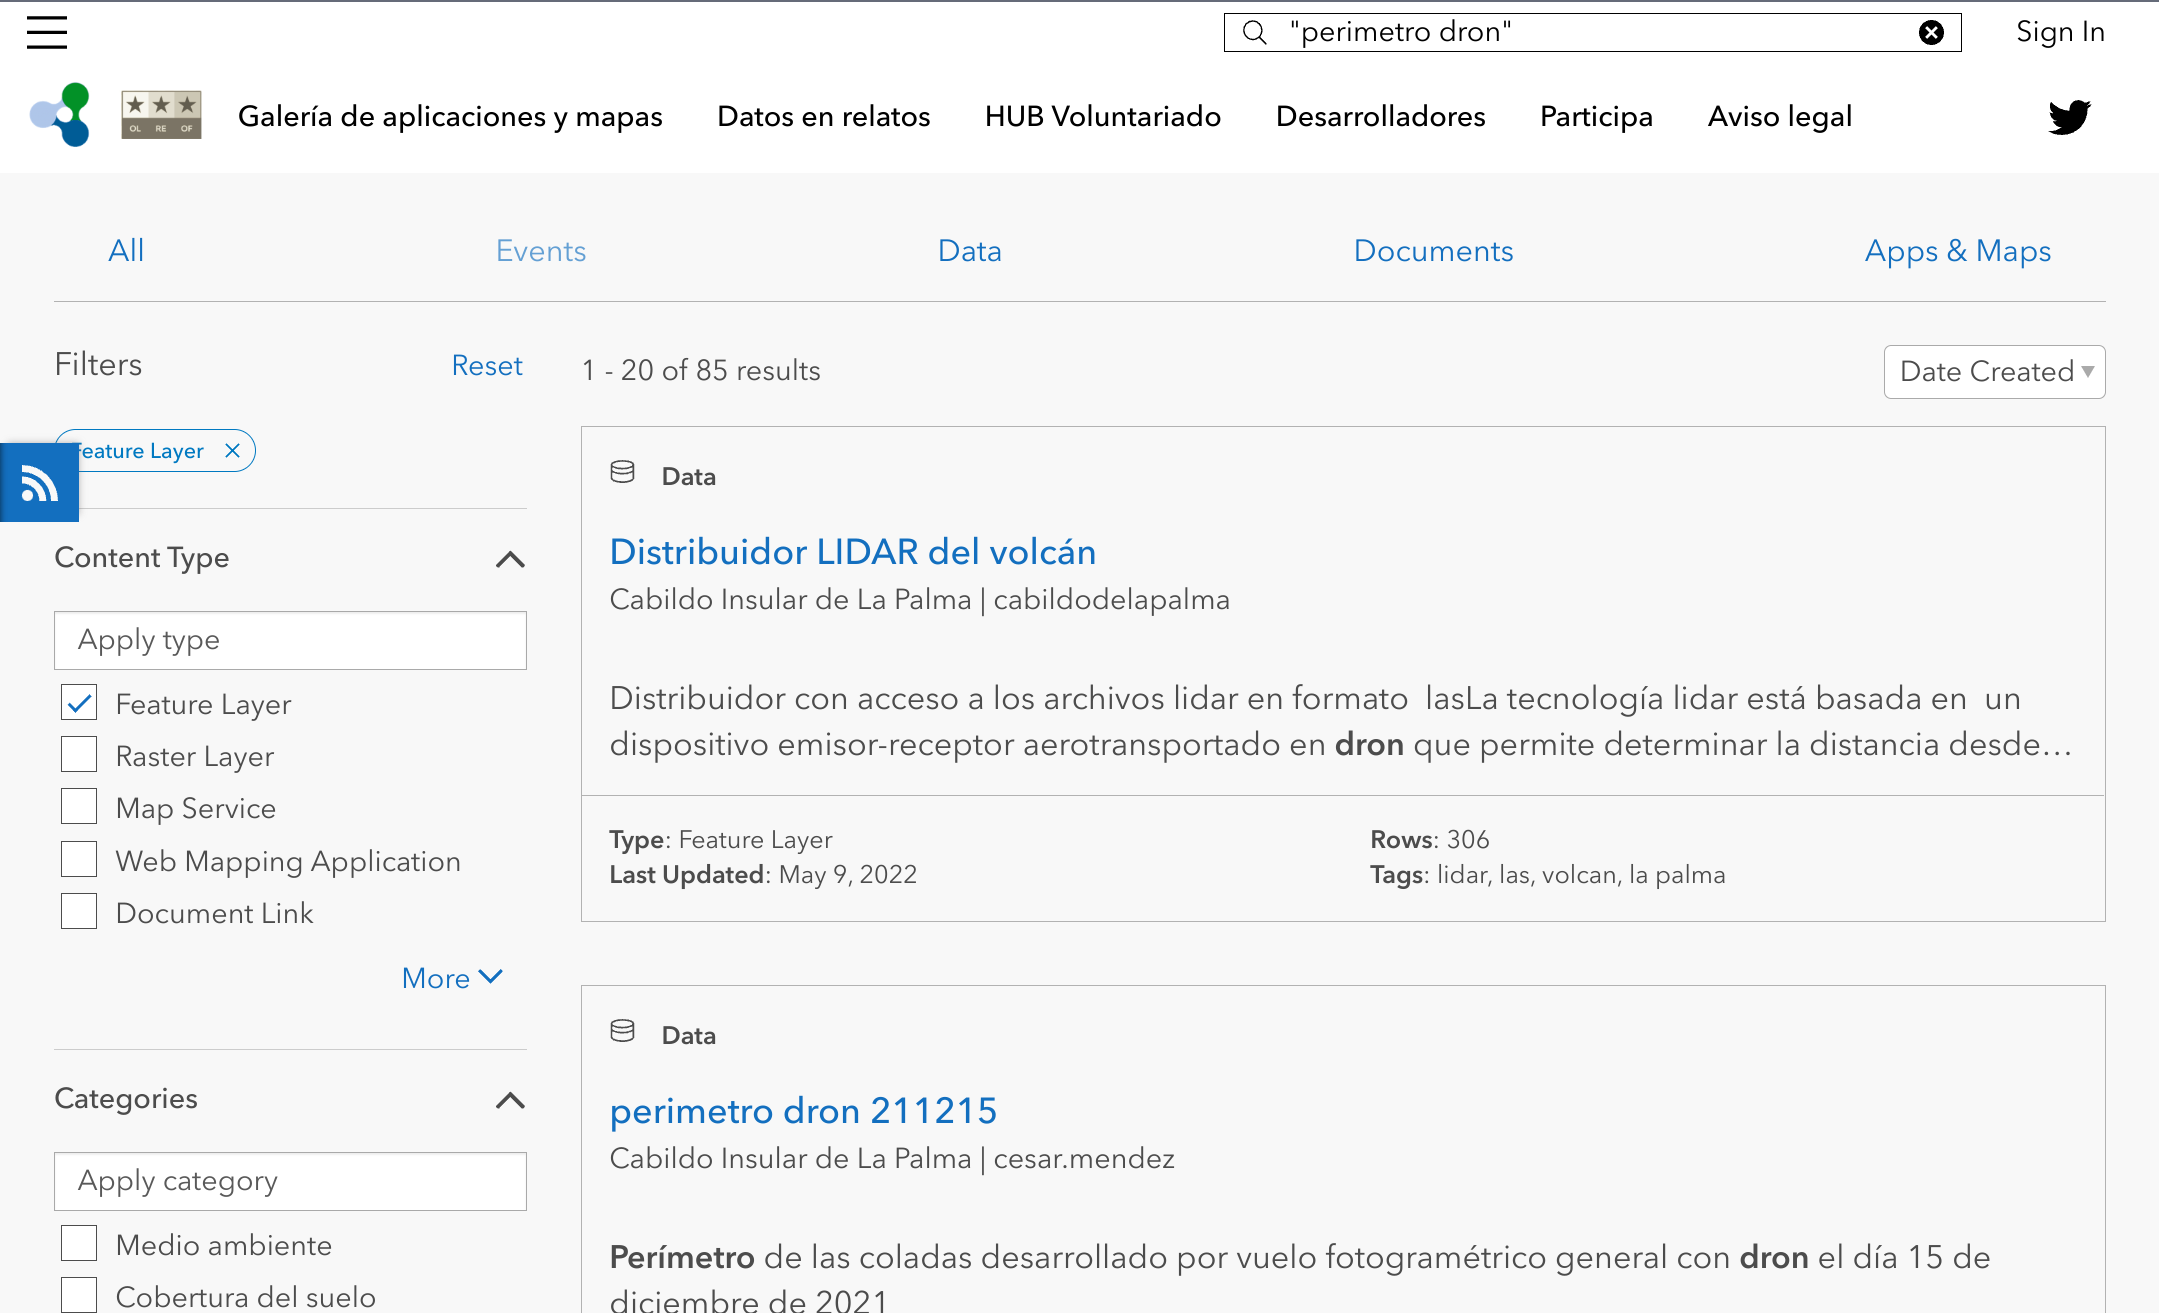 "perimetro dron"
Sign In
OL RE OF
Galería de aplicaciones y mapas Datos en relatos HUB Voluntariado Desarrolladores Participa Aviso legal
All Events Data Documents Apps & Maps
Filters Reset
1 - 20 of 85 results
Date Created
Feature Layer
Content Type
Apply type
Feature Layer
Raster Layer
Map Service
Web Mapping Application
Document Link
More
Categories
Apply category
Medio ambiente
Cobertura del suelo
Data
Distribuidor LIDAR del volcán
Cabildo Insular de La Palma | cabildodelapalma
Distribuidor con acceso a los archivos lidar en formato lasLa tecnología lidar está basada en un
dispositivo emisor-receptor aerotransportado en dron que permite determinar la distancia desde...
Type: Feature Layer
Last Updated: May 9, 2022
Rows: 306
Tags: lidar, las, volcan, la palma
Data
perimetro dron 211215
Cabildo Insular de La Palma | cesar.mendez
Perímetro de las coladas desarrollado por vuelo fotogramétrico general con dron el día 15 de
diciembre de 2021